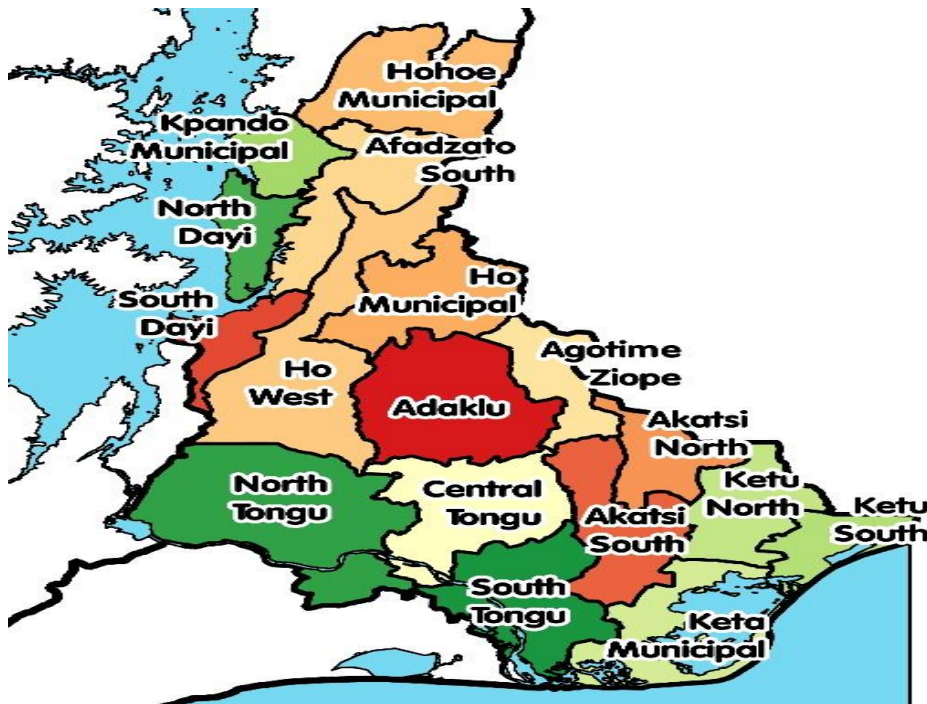 Hohoe
Municipal
Kpando
Municipal
Afadzato
South
North
Dayi
Ho
Municipal
South
Dayi
Agotime
Ziope
Ho
West
Adaklu
Akatsi
North
North
Tongu
Central
Tongu
Ketu
North
Ketu
South
Akatsi
South
South
Tongu
Keta
Municipal